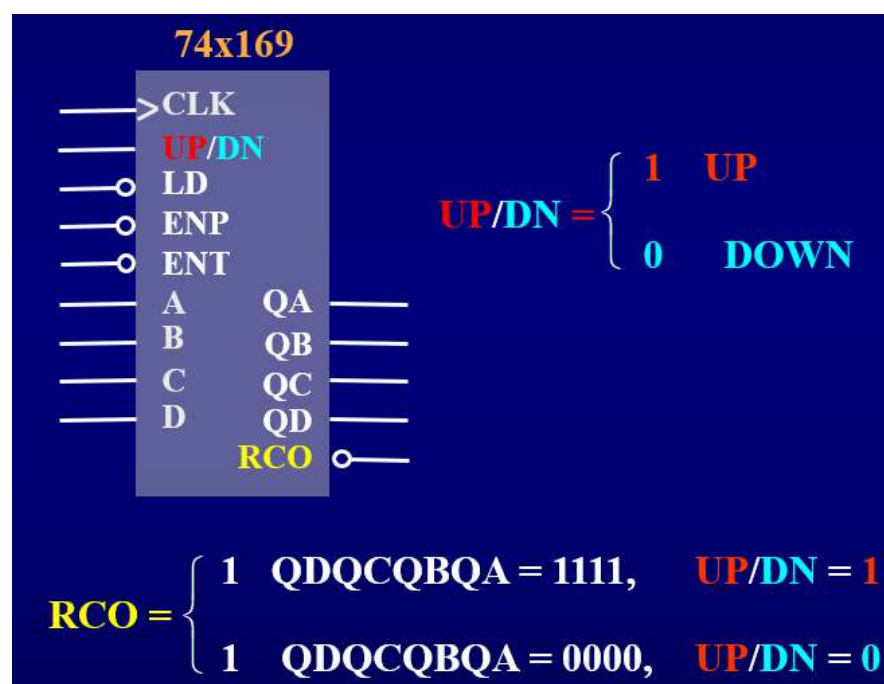 74x169
CLK
UP/DN
LD
ENP
ENT
A QA
B QB
C QC
D QD
RCO
UP/DN = { 1 UP
0 DOWN
RCO = { 1 QDQCQBQA = 1111, UP/DN = 1
1 QDQCQBQA = 0000, UP/DN = 0